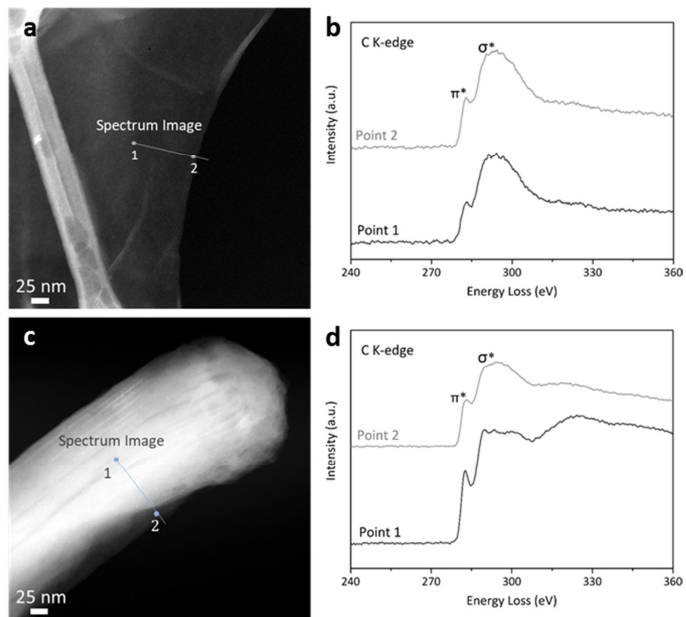 a
Spectrum Image
1
2
25 nm
b
C K-edge
σ*
π*
Point 2
Point 1
Intensity (a.u.)
240 270 300 330 360
Energy Loss (eV)
c
Spectrum Image
1
2
25 nm
d
C K-edge
σ*
π*
Point 2
Point 1
Intensity (a.u.)
240 270 300 330 360
Energy Loss (eV)